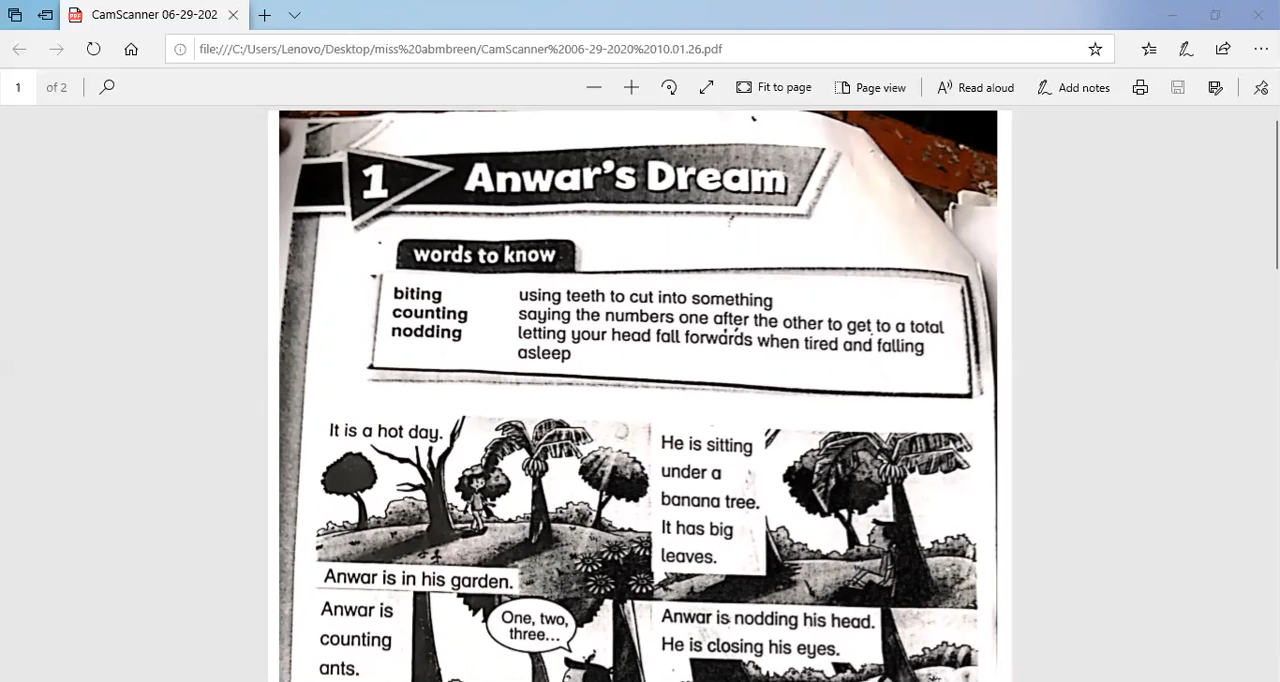 CamScanner 06-29-202
file:///C:/Users/Lenovo/Desktop/miss%20abmbreen/CamScanner%2006-29-2020%2010.01.26.pdf
1 of 2
Fit to page
Page view
Read aloud
Add notes
1 Anwar's Dream
words to know
biting using teeth to cut into something
counting saying the numbers one after the other to get to a total
nodding letting your head fall forwards when tired and falling
asleep
It is a hot day.
Anwar is in his garden.
He is sitting
under a
banana tree.
It has big
leaves.
Anwar is
counting
ants.
One, two,
three...
Anwar is nodding his head.
He is closing his eyes.